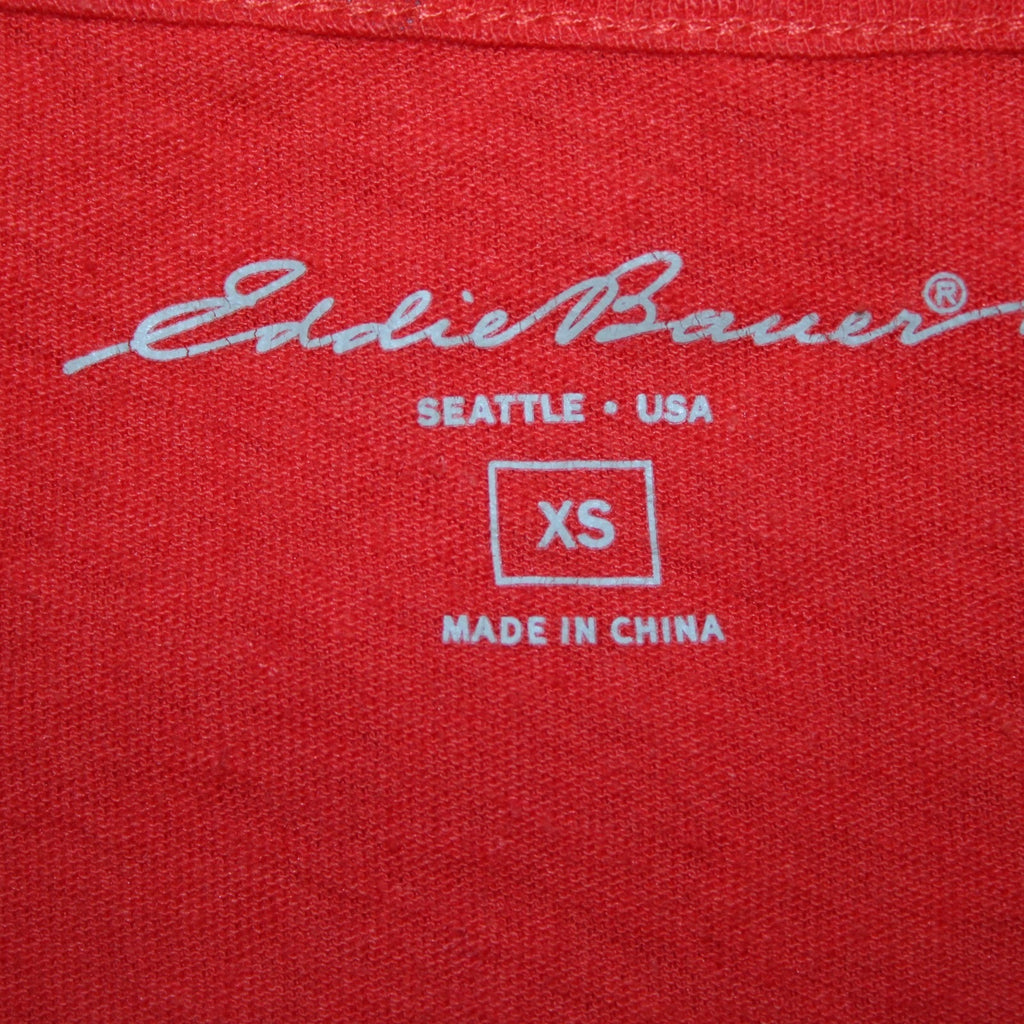 Eddie Bauer®
SEATTLE • USA
XS
MADE IN CHINA